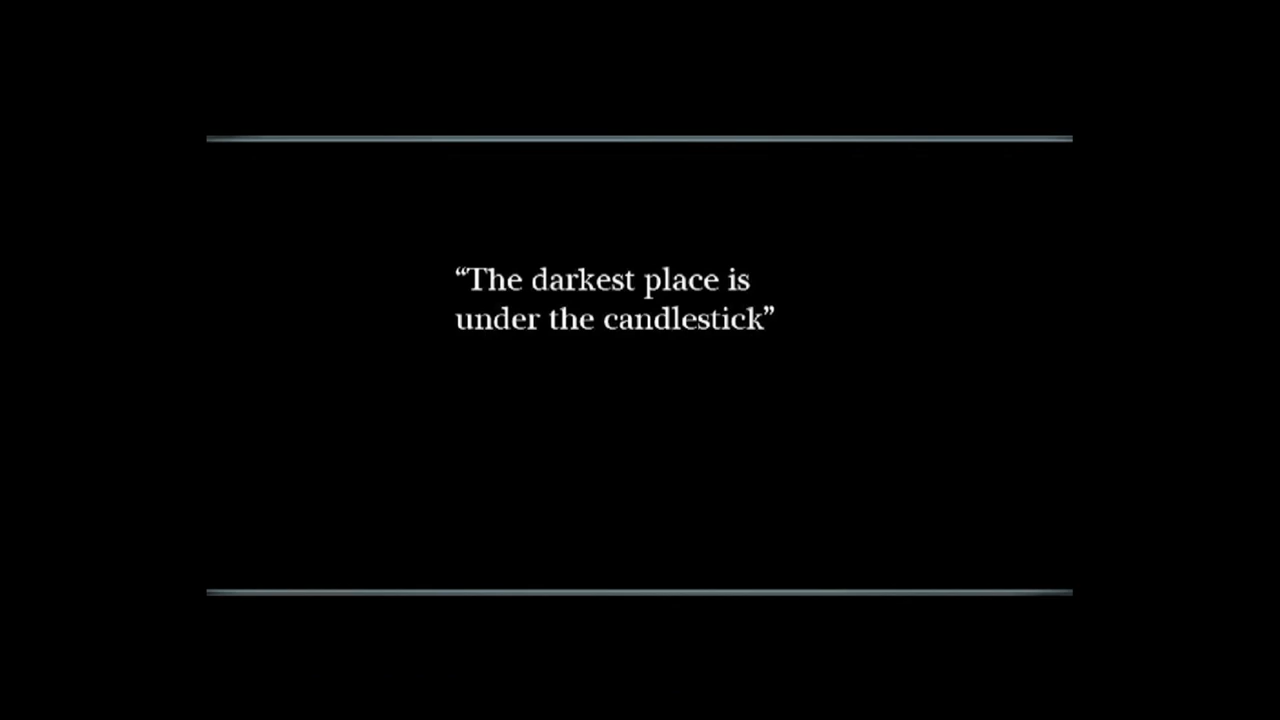 “The darkest place is
under the candlestick”